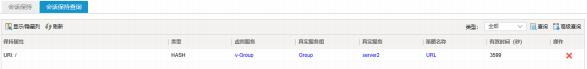 会话保持 会话保持查询
显示/隐藏列 刷新 类型: 全部 查询 高级查询
保持属性 类型 虚拟服务 真实服务组 真实服务 策略名称 有效时间（秒） 操作
URI: / HASH v-Group Group server2 URL 3599